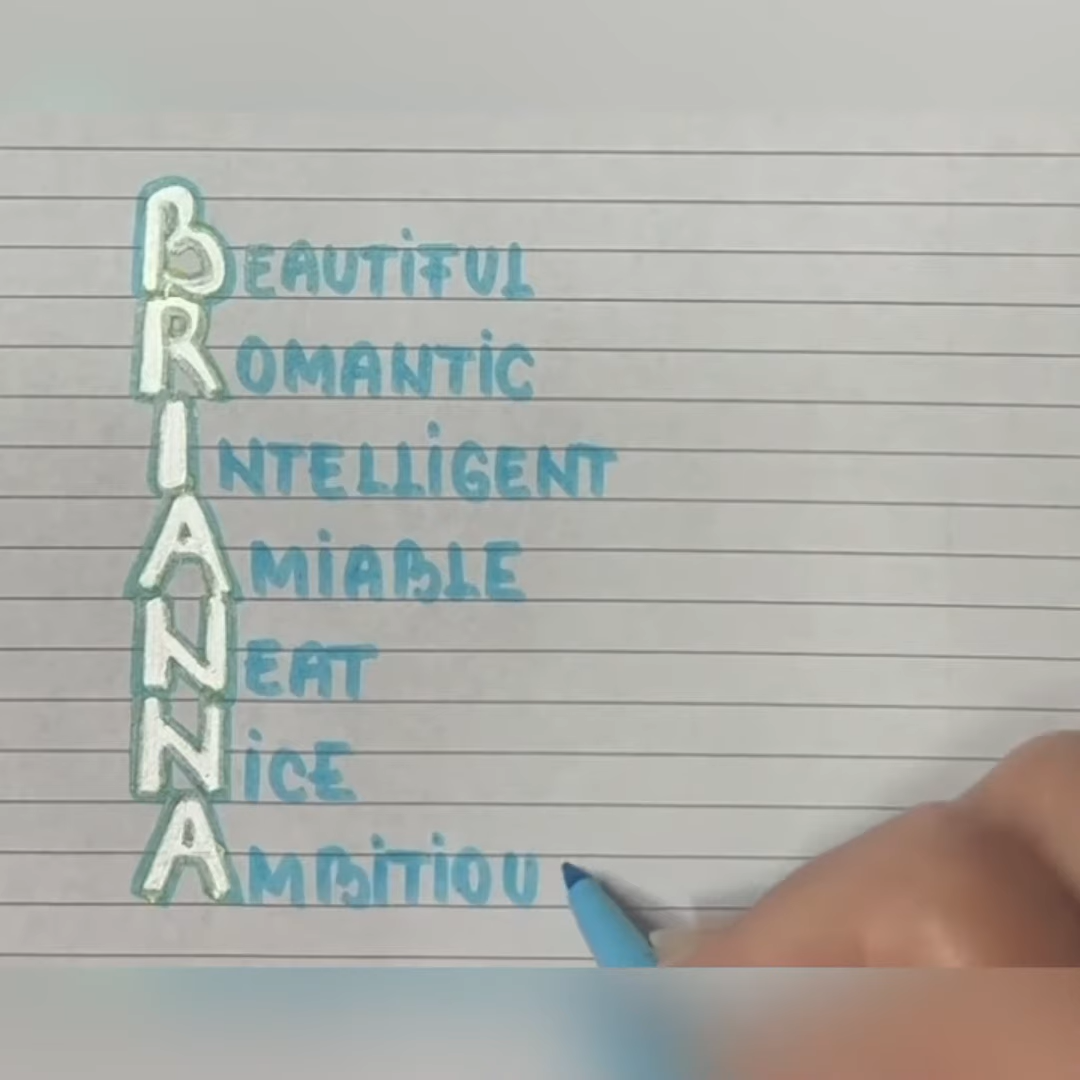 BEAUTiFUL
ROMANTiC
INTELLiGENT
AMiABLE
NEAT
NiCE
AMBiTiOU